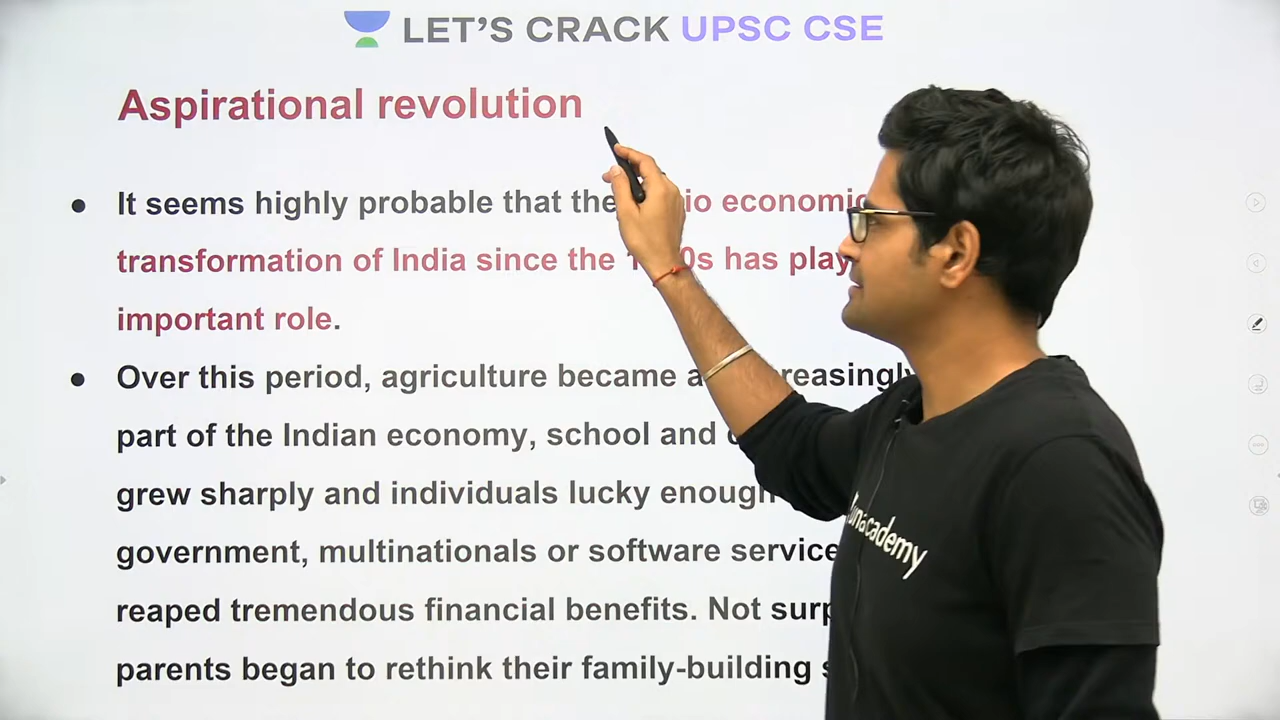 LET'S CRACK UPSC CSE
Aspirational revolution
It seems highly probable that the economic
transformation of India since the has
important role.
Over this period, agriculture became
part of the Indian economy, school and
grew sharply and individuals lucky enough
government, multinationals or software
reaped tremendous financial benefits. Not
parents began to rethink their family-building
unacademy